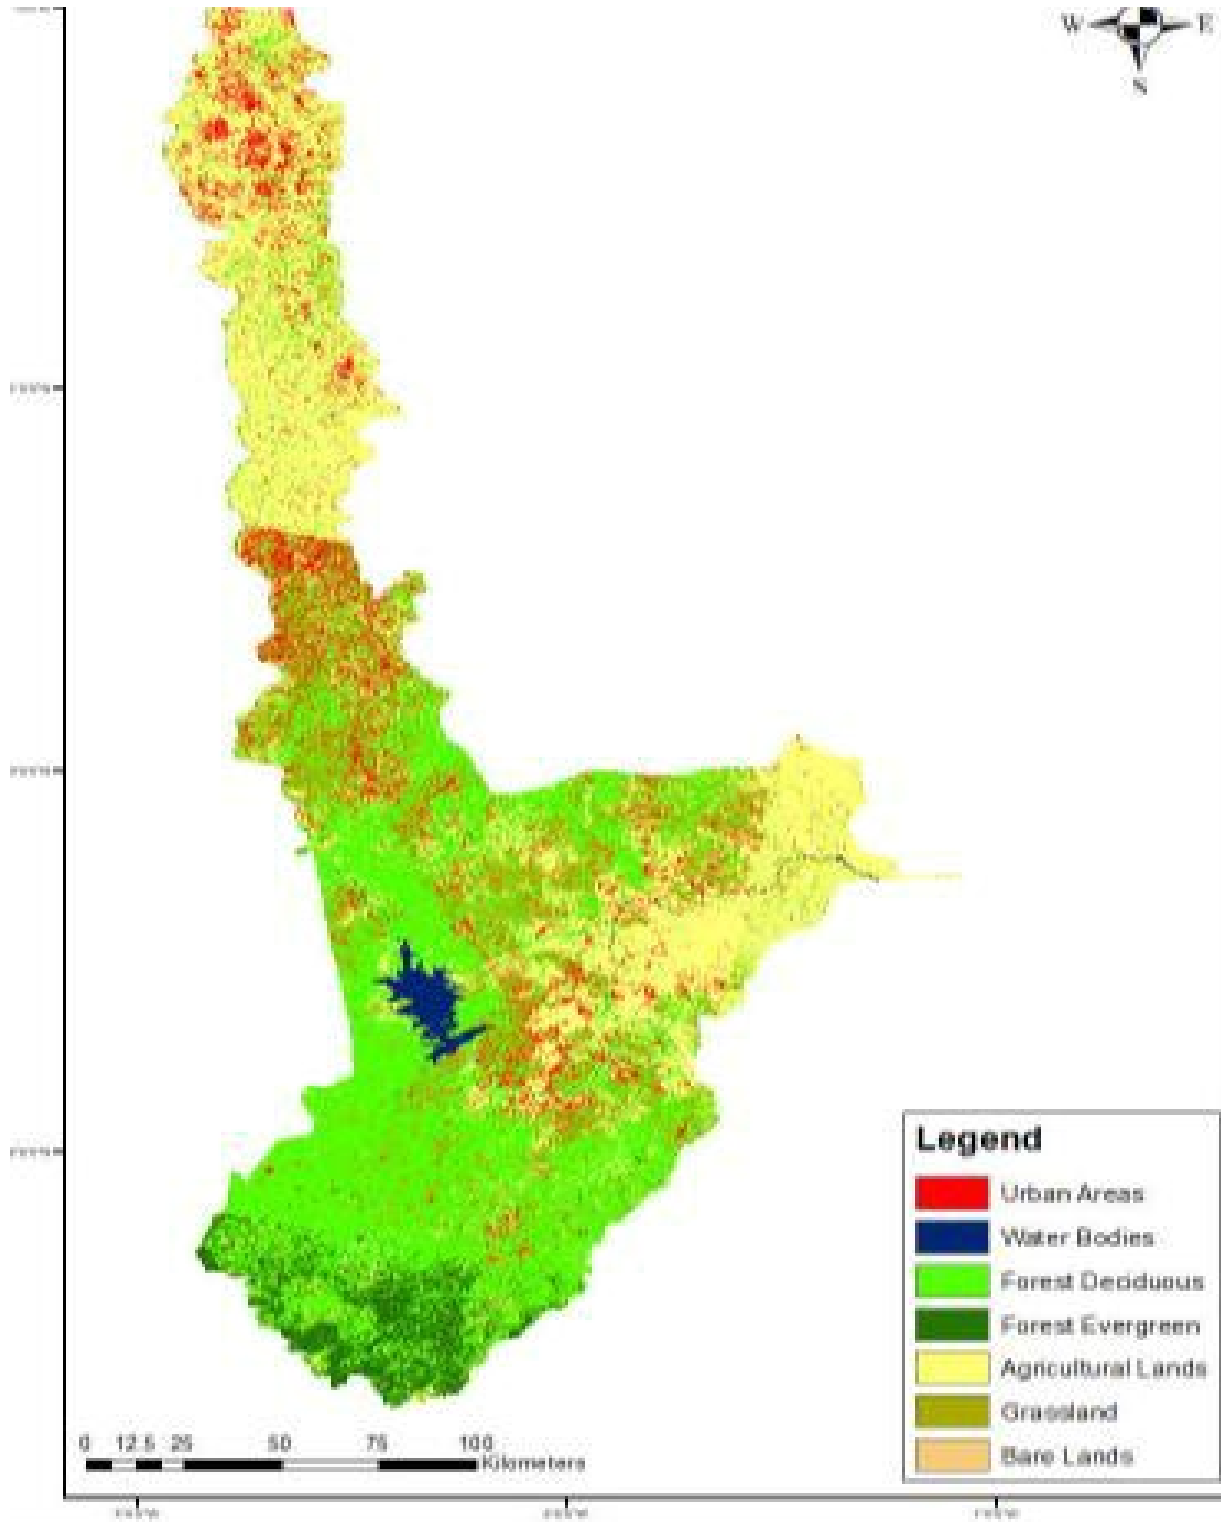 W E
S
Legend
Urban Areas
Water Bodies
Forest Deciduous
Forest Evergreen
Agricultural Lands
Grassland
Bare Lands
0 12.5 25 50 75 100
Kilometers